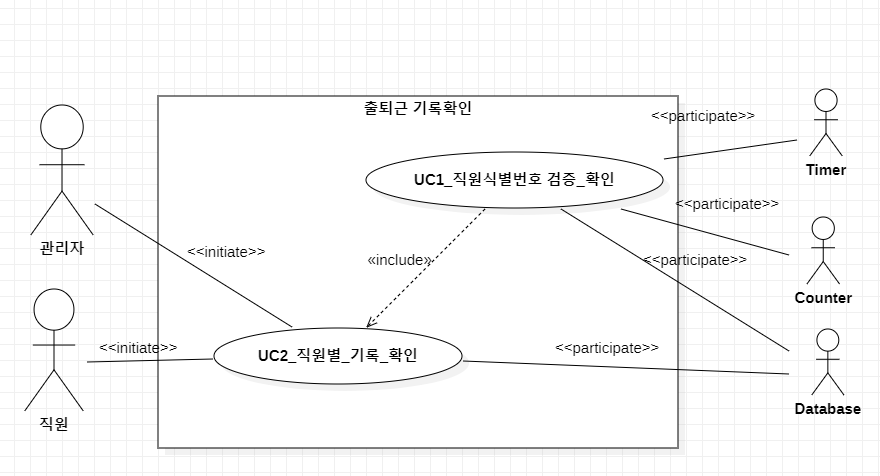 출퇴근 기록확인
<<participate>>
UC1_직원식별번호 검증_확인
Timer
<<participate>>
관리자
<<initiate>>
«include»
<<participate>>
Counter
<<initiate>>
UC2_직원별_기록_확인
<<participate>>
Database
직원